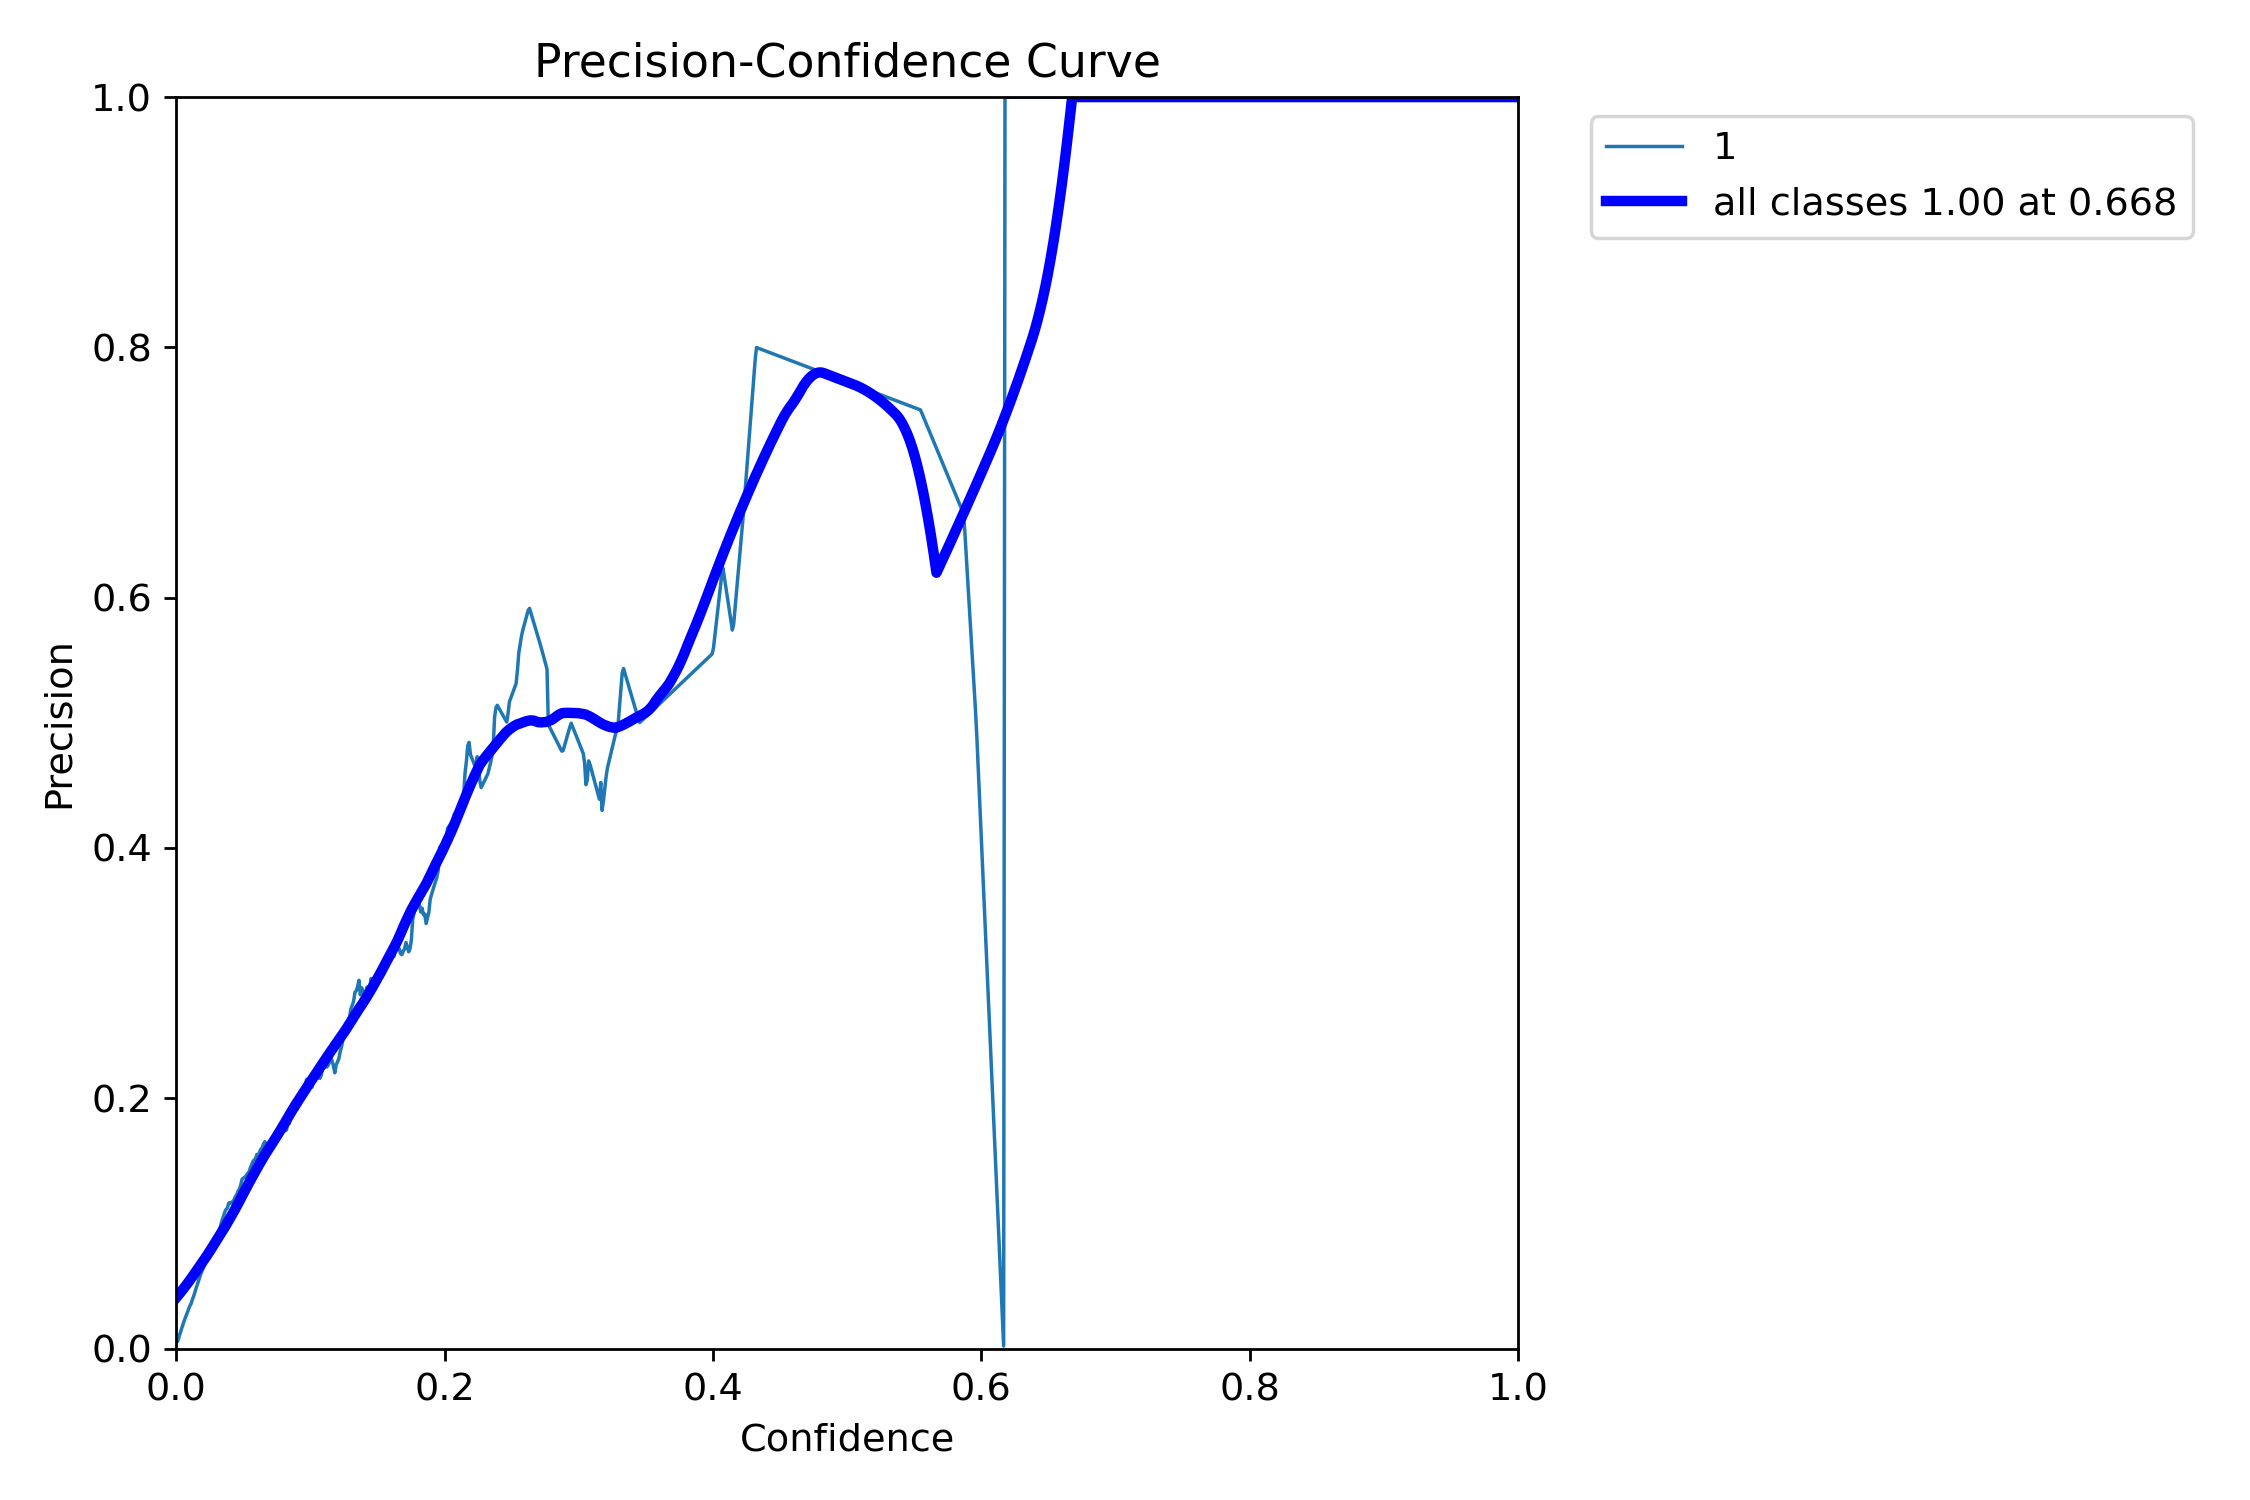 Precision-Confidence Curve
1
all classes 1.00 at 0.668
Precision
1.0
0.8
0.6
0.4
0.2
0.0
0.0 0.2 0.4 0.6 0.8 1.0
Confidence